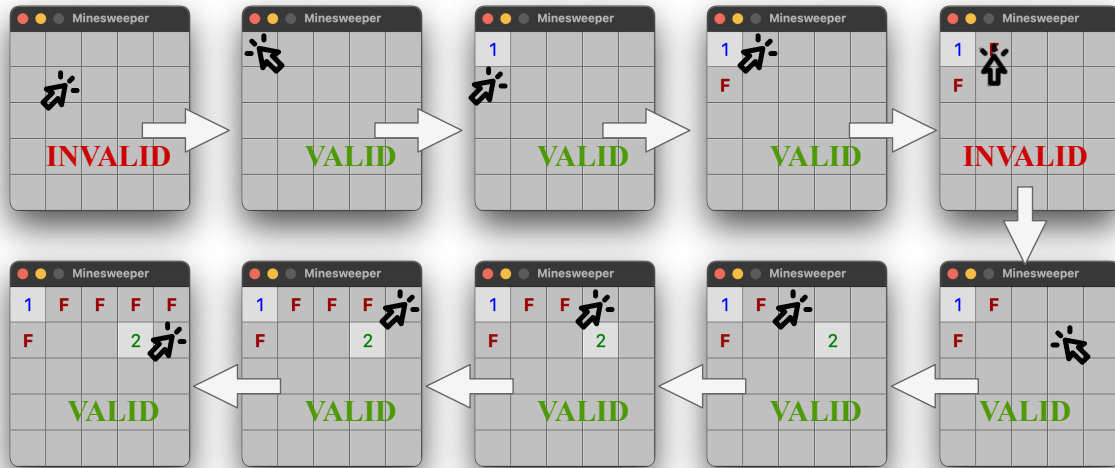 Minesweeper
INVALID
Minesweeper
VALID
Minesweeper
1
VALID
Minesweeper
1
F
VALID
Minesweeper
1 F
F
INVALID
Minesweeper
1 F F F F
F 2
VALID
Minesweeper
1 F F F
F 2
VALID
Minesweeper
1 F F
F 2
VALID
Minesweeper
1 F
F 2
VALID
Minesweeper
1 F
F
VALID